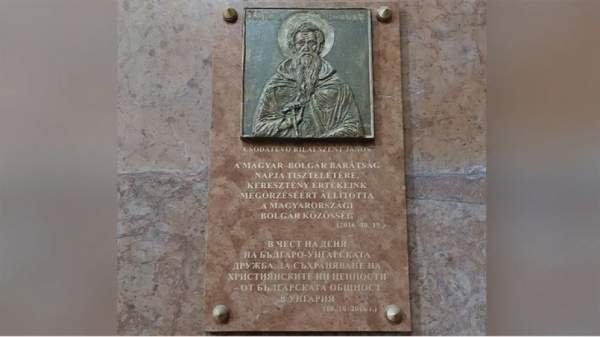 CSODATEVŐ RILAI SZENT JÁNOS
A MAGYAR-BOLGÁR BARÁTSÁG
NAPJA TISZTELETÉRE,
KERESZTÉNY ÉRTÉKEINK
MEGŐRZÉSÉÉRT ÁLLÍTOTTA
A MAGYARORSZÁGI
BOLGÁR KÖZÖSSÉG
В ЧЕСТ НА ДЕНЯ
НА БЪЛГАРО-УНГАРСКАТА
ДРУЖБА, ДА СЪХРАНЯВАНЕ НА
ХРИСТИЯНСКИТЕ НИ ЦЕННОСТИ
- ОТ БЪЛГАРСКАТА ОБЩНОСТ
В УНГАРИЯ